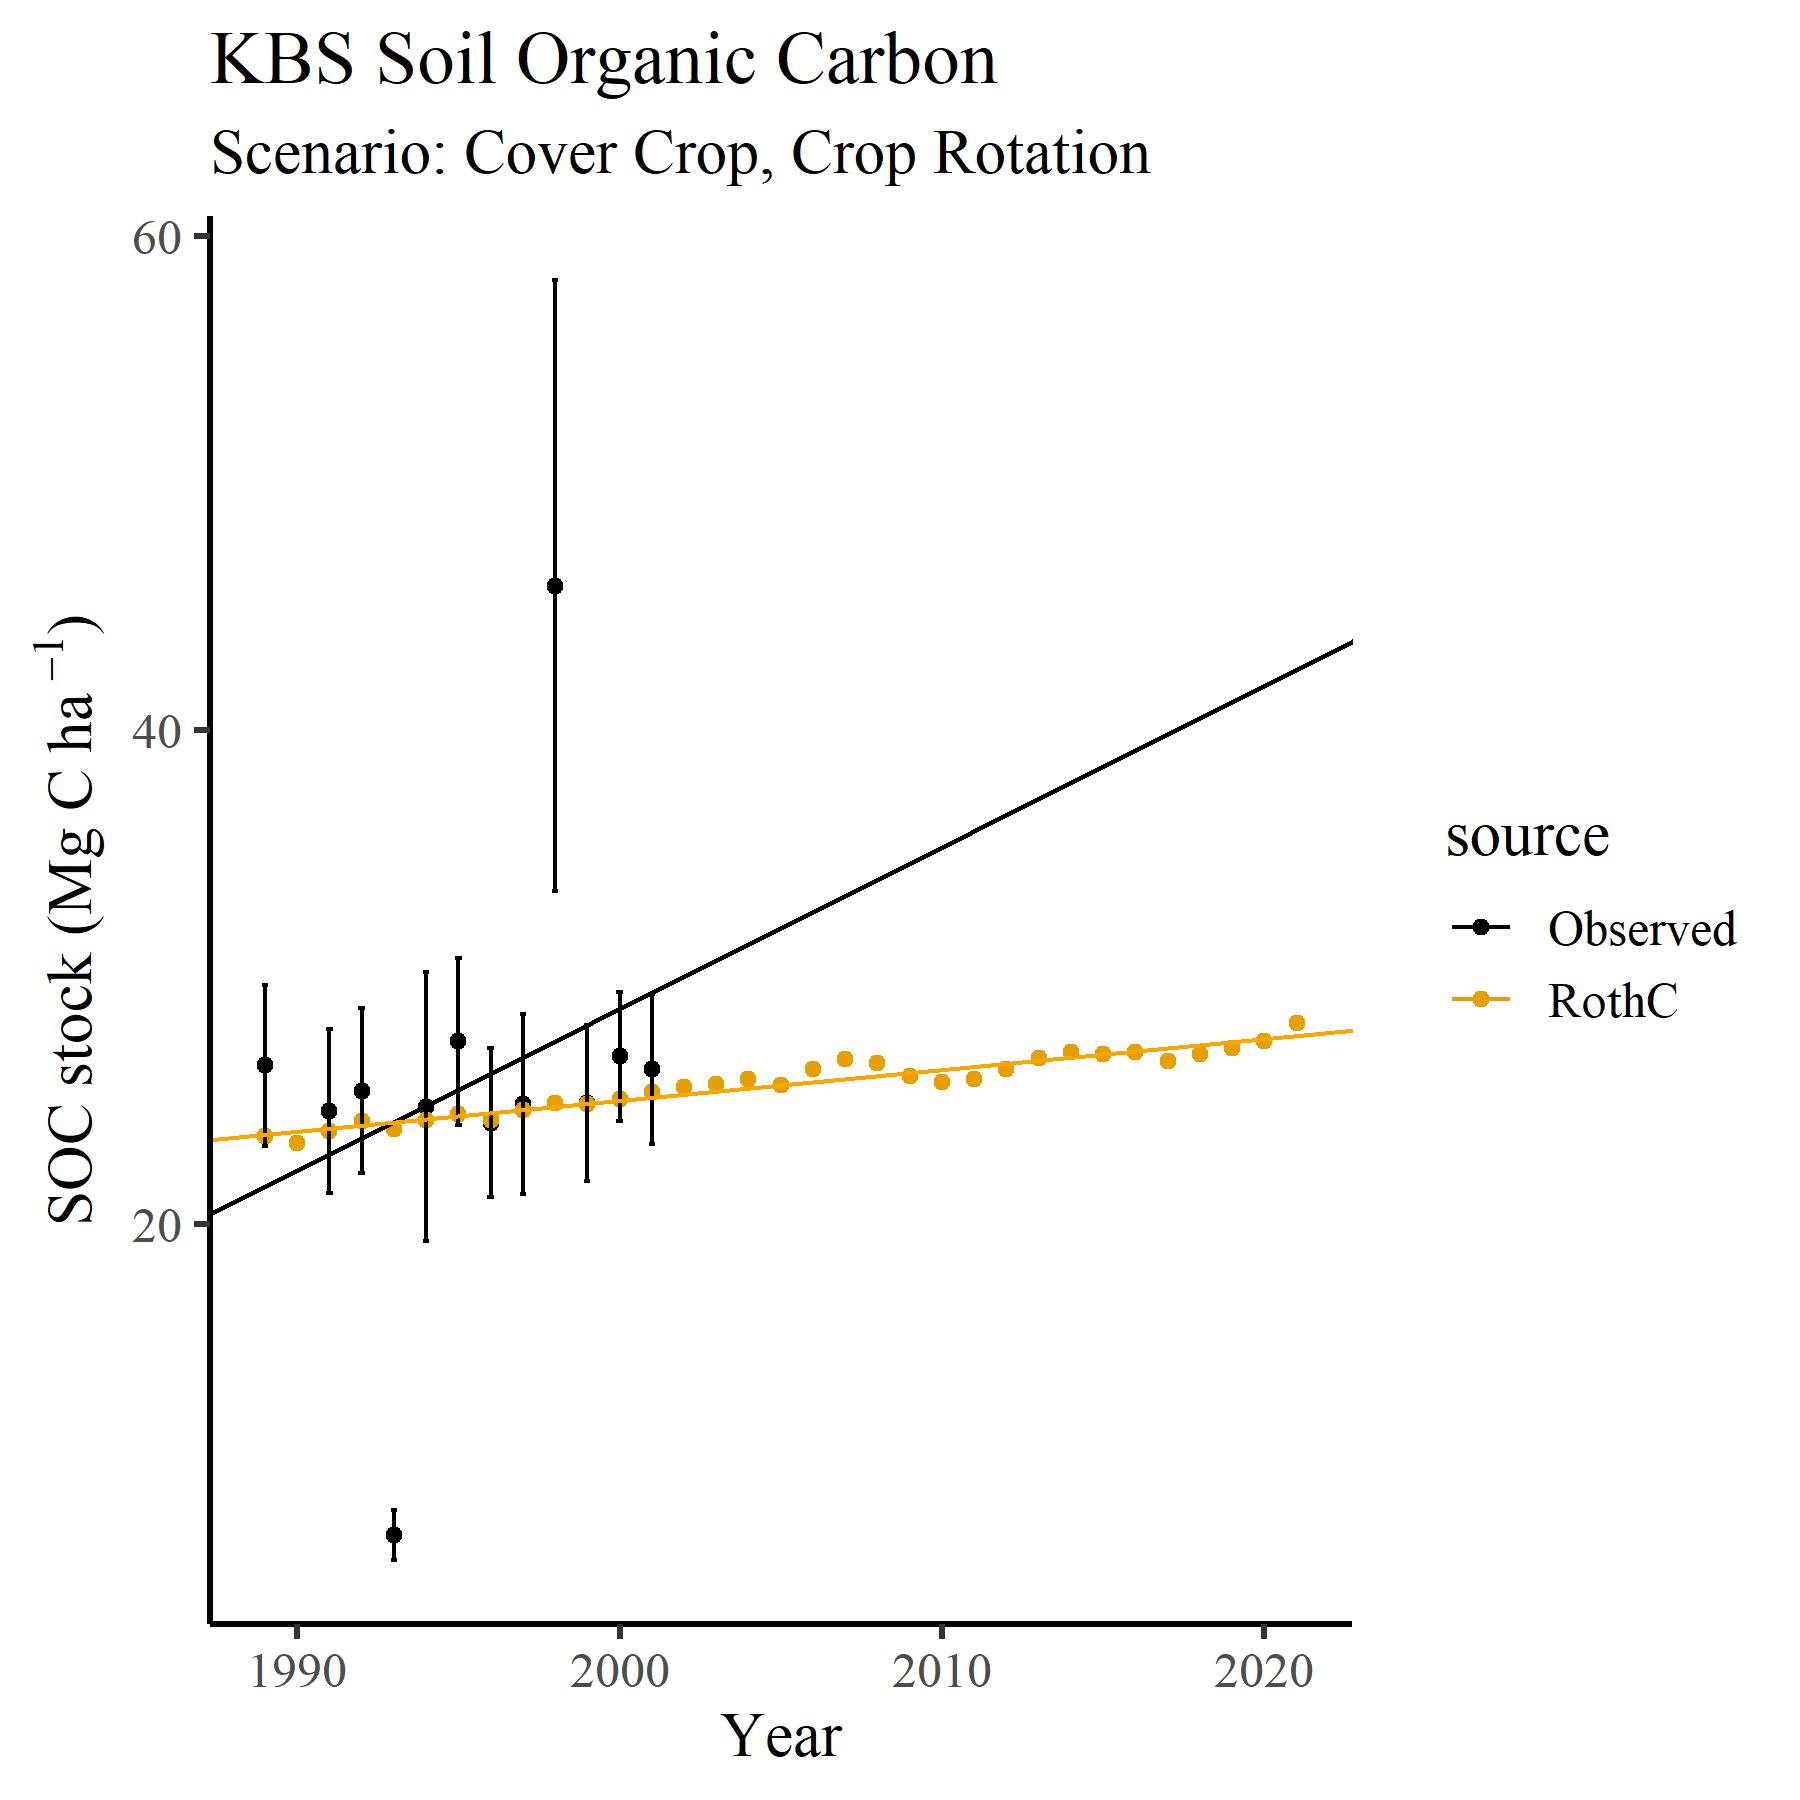 KBS Soil Organic Carbon
Scenario: Cover Crop, Crop Rotation
60
40
20
SOC stock (Mg C ha⁻¹)
1990 2000 2010 2020
Year
source
Observed
RothC